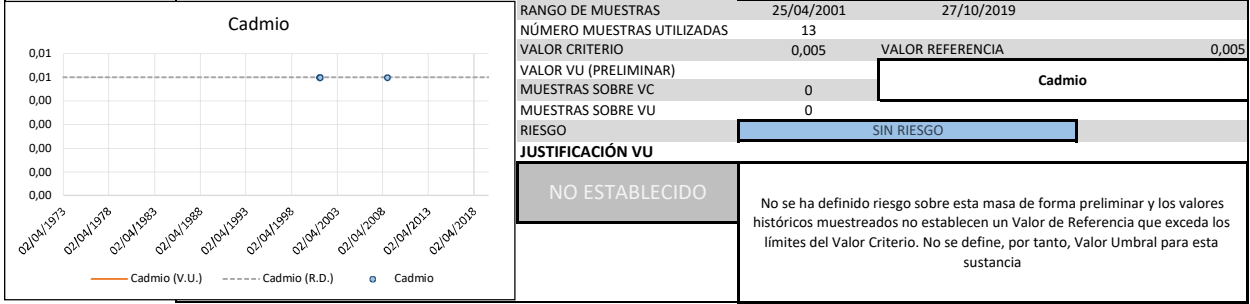 Cadmio
0,01
0,01
0,00
0,00
0,00
0,00
0,00
02/04/1973
02/04/1978
02/04/1983
02/04/1988
02/04/1993
02/04/1998
02/04/2003
02/04/2008
02/04/2013
02/04/2018
Cadmio (V.U.) Cadmio (R.D.) Cadmio
RANGO DE MUESTRAS 25/04/2001 27/10/2019
NÚMERO MUESTRAS UTILIZADAS 13
VALOR CRITERIO 0,005 VALOR REFERENCIA 0,005
VALOR VU (PRELIMINAR)
Cadmio
MUESTRAS SOBRE VC 0
MUESTRAS SOBRE VU 0
RIESGO SIN RIESGO
JUSTIFICACIÓN VU
NO ESTABLECIDO
No se ha definido riesgo sobre esta masa de forma preliminar y los valores
históricos muestreados no establecen un Valor de Referencia que exceda los
límites del Valor Criterio. No se define, por tanto, Valor Umbral para esta
sustancia